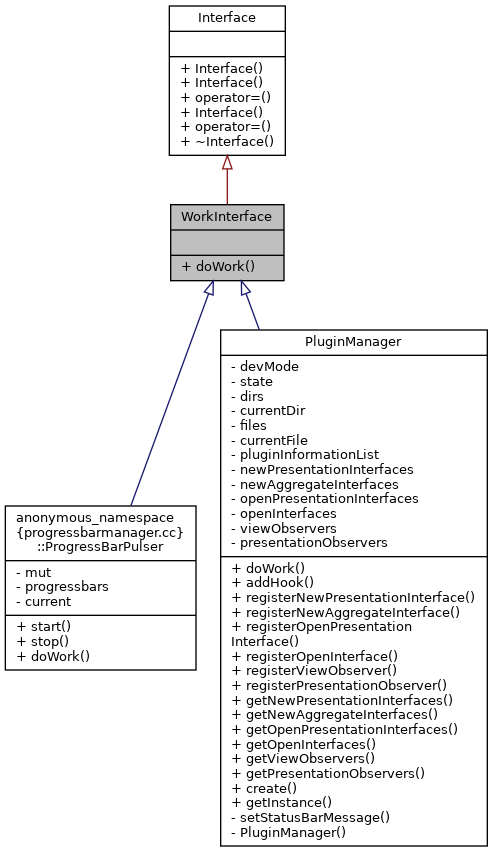 Interface
+ Interface()
+ Interface()
+ operator=()
+ Interface()
+ operator=()
+ ~Interface()
WorkInterface
+ doWork()
PluginManager
- devMode
- state
- dirs
- currentDir
- files
- currentFile
- pluginInformationList
- newPresentationInterfaces
- newAggregateInterfaces
- openPresentationInterfaces
- openInterfaces
- viewObservers
- presentationObservers
+ doWork()
+ addHook()
+ registerNewPresentationInterface()
+ registerNewAggregateInterface()
+ registerOpenPresentation
Interface()
+ registerOpenInterface()
+ registerViewObserver()
+ registerPresentationObserver()
+ getNewPresentationInterfaces()
+ getNewAggregateInterfaces()
+ getOpenPresentationInterfaces()
+ getOpenInterfaces()
+ getViewObservers()
+ getPresentationObservers()
+ create()
+ getInstance()
- setStatusBarMessage()
- PluginManager()
anonymous_namespace
{progressbarmanager.cc}
::ProgressBarPulser
- mut
- progressbars
- current
+ start()
+ stop()
+ doWork()